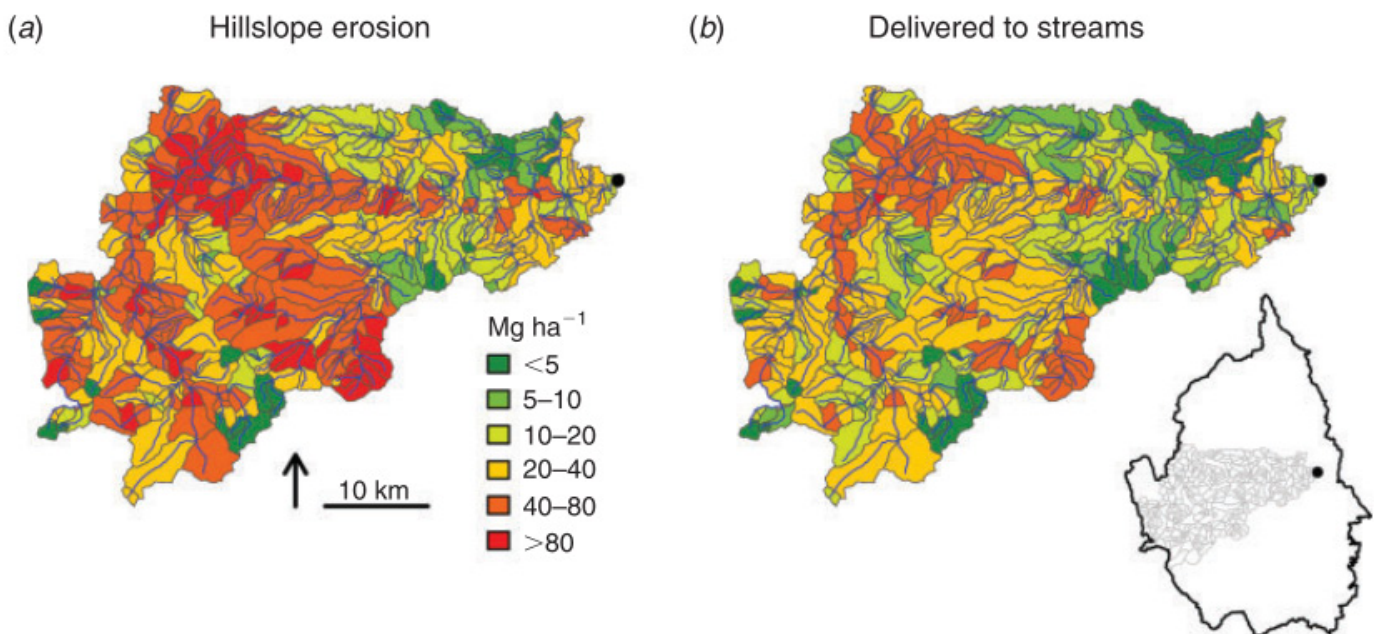 (a) Hillslope erosion
(b) Delivered to streams
Mg ha⁻¹
<5
5–10
10–20
20–40
40–80
>80
10 km